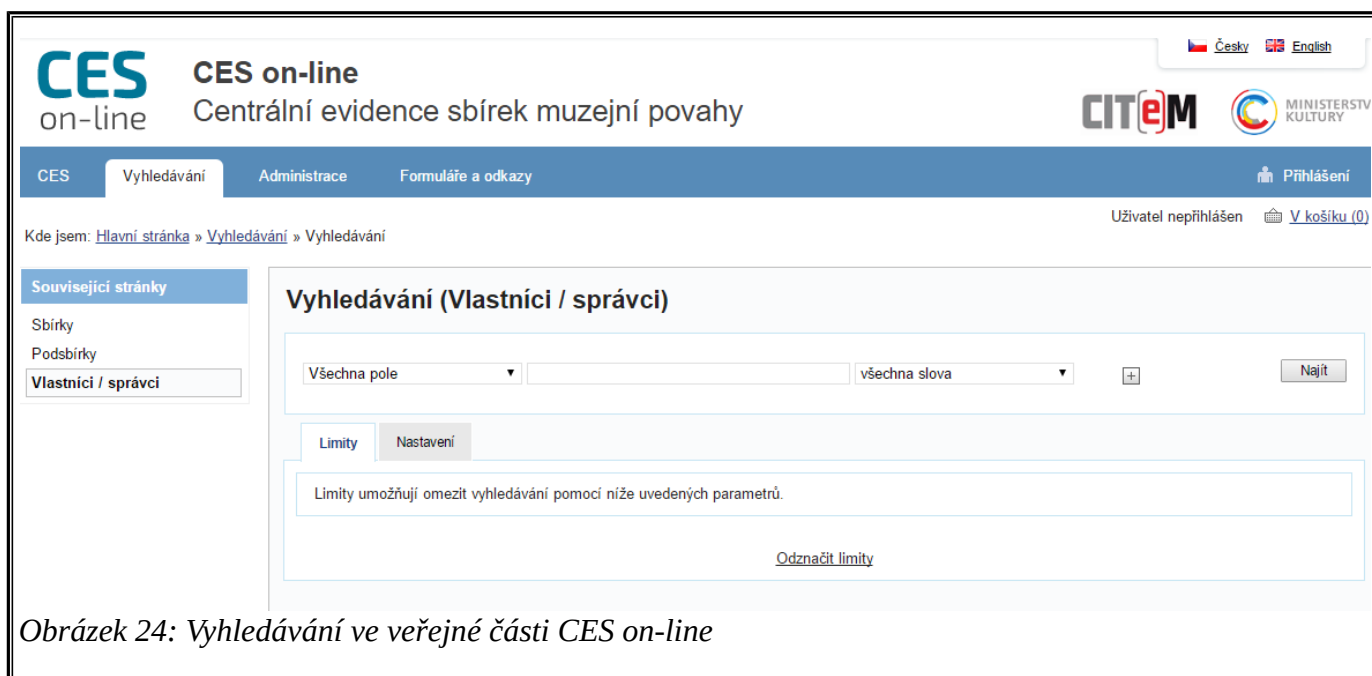 Česky English
CES on-line
CES on-line
Centrální evidence sbírek muzejní povahy
CIT(e)M
MINISTERSTV
KULTURY
CES Vyhledávání Administrace Formuláře a odkazy Přihlášení
Uživatel nepřihlášen V košíku (0)
Kde jsem: Hlavní stránka » Vyhledávání » Vyhledávání
Související stránky
Sbírky
Podsbírky
Vlastníci / správci
Vyhledávání (Vlastníci / správci)
Všechna pole všechna slova + Najít
Limity Nastavení
Limity umožňují omezit vyhledávání pomocí níže uvedených parametrů.
Odznačit limity
Obrázek 24: Vyhledávání ve veřejné části CES on-line